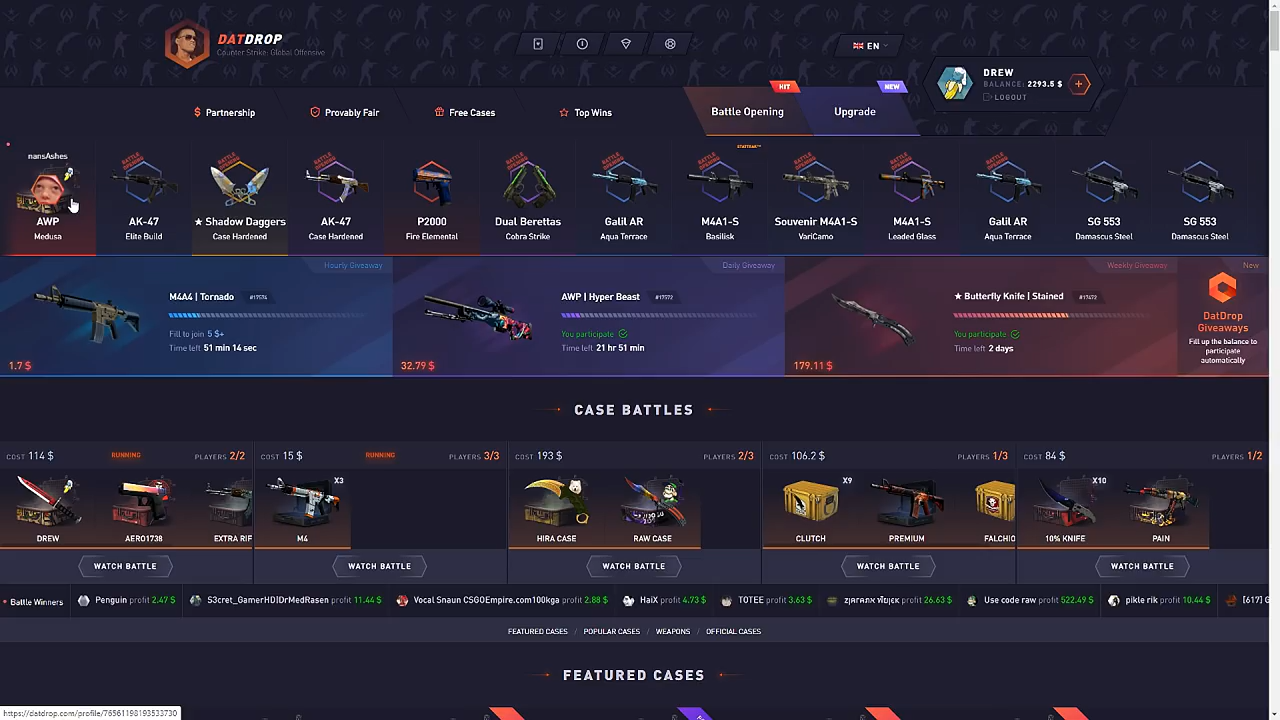 DATDROP
Counter Strike: Global Offensive
EN
DREW
BALANCE: 2293.5 $
LOGOUT
HIT
NEW
Partnership
Provably Fair
Free Cases
Top Wins
Battle Opening
Upgrade
nansAshes
AWP
Medusa
AK-47
Elite Build
★ Shadow Daggers
Case Hardened
AK-47
Case Hardened
P2000
Fire Elemental
Dual Berettas
Cobra Strike
Galil AR
Aqua Terrace
M4A1-S
Basilisk
Souvenir M4A1-S
VariCamo
M4A1-S
Leaded Glass
Galil AR
Aqua Terrace
SG 553
Damascus Steel
SG 553
Damascus Steel
Hourly Giveaway
M4A4 | Tornado #17574
Fill to join 5 $+
Time left 51 min 14 sec
1.7 $
Daily Giveaway
AWP | Hyper Beast #17572
You participate
Time left 21 hr 51 min
32.79 $
Weekly Giveaway
★ Butterfly Knife | Stained #17473
You participate
Time left 2 days
179.11 $
New
DatDrop
Giveaways
Fill up the balance to
participate
automatically
CASE BATTLES
COST 114 $ RUNNING PLAYERS 2/2
DREW
AERO1738
EXTRA RIF
WATCH BATTLE
COST 15 $ RUNNING PLAYERS 3/3
X3
M4
WATCH BATTLE
COST 193 $ PLAYERS 2/3
HIRA CASE
RAW CASE
WATCH BATTLE
COST 106.2 $ PLAYERS 1/3
X9
CLUTCH
PREMIUM
FALCHIO
WATCH BATTLE
COST 84 $ PLAYERS 1/2
X10
10% KNIFE
PAIN
WATCH BATTLE
Battle Winners
Penguin profit 2.47 $
S3cret_GamerHD|DrMedRasen profit 11.44 $
Vocal Snaun CSGOEmpire.com100kga profit 2.88 $
HaiX profit 4.73 $
TOTEE profit 3.63 $
profit 26.63 $
Use code raw profit 522.49 $
pikle rik profit 10.44 $
[617] G
FEATURED CASES / POPULAR CASES / WEAPONS / OFFICIAL CASES
FEATURED CASES
https://datdrop.com/profile/76561198193533730